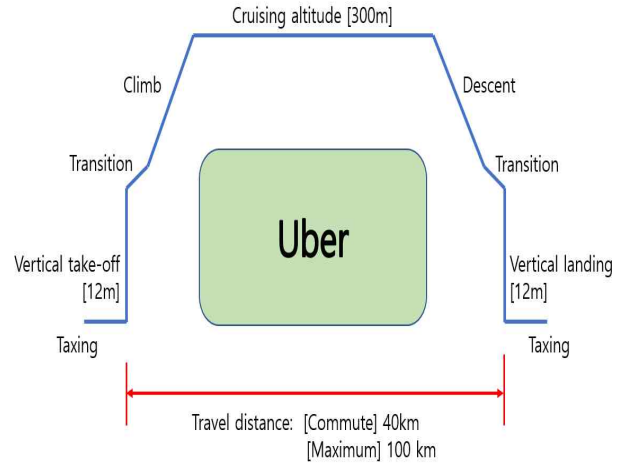 Cruising altitude [300m]
Climb
Descent
Transition
Transition
Uber
Vertical take-off
[12m]
Vertical landing
[12m]
Taxing
Taxing
Travel distance: [Commute] 40km
[Maximum] 100 km